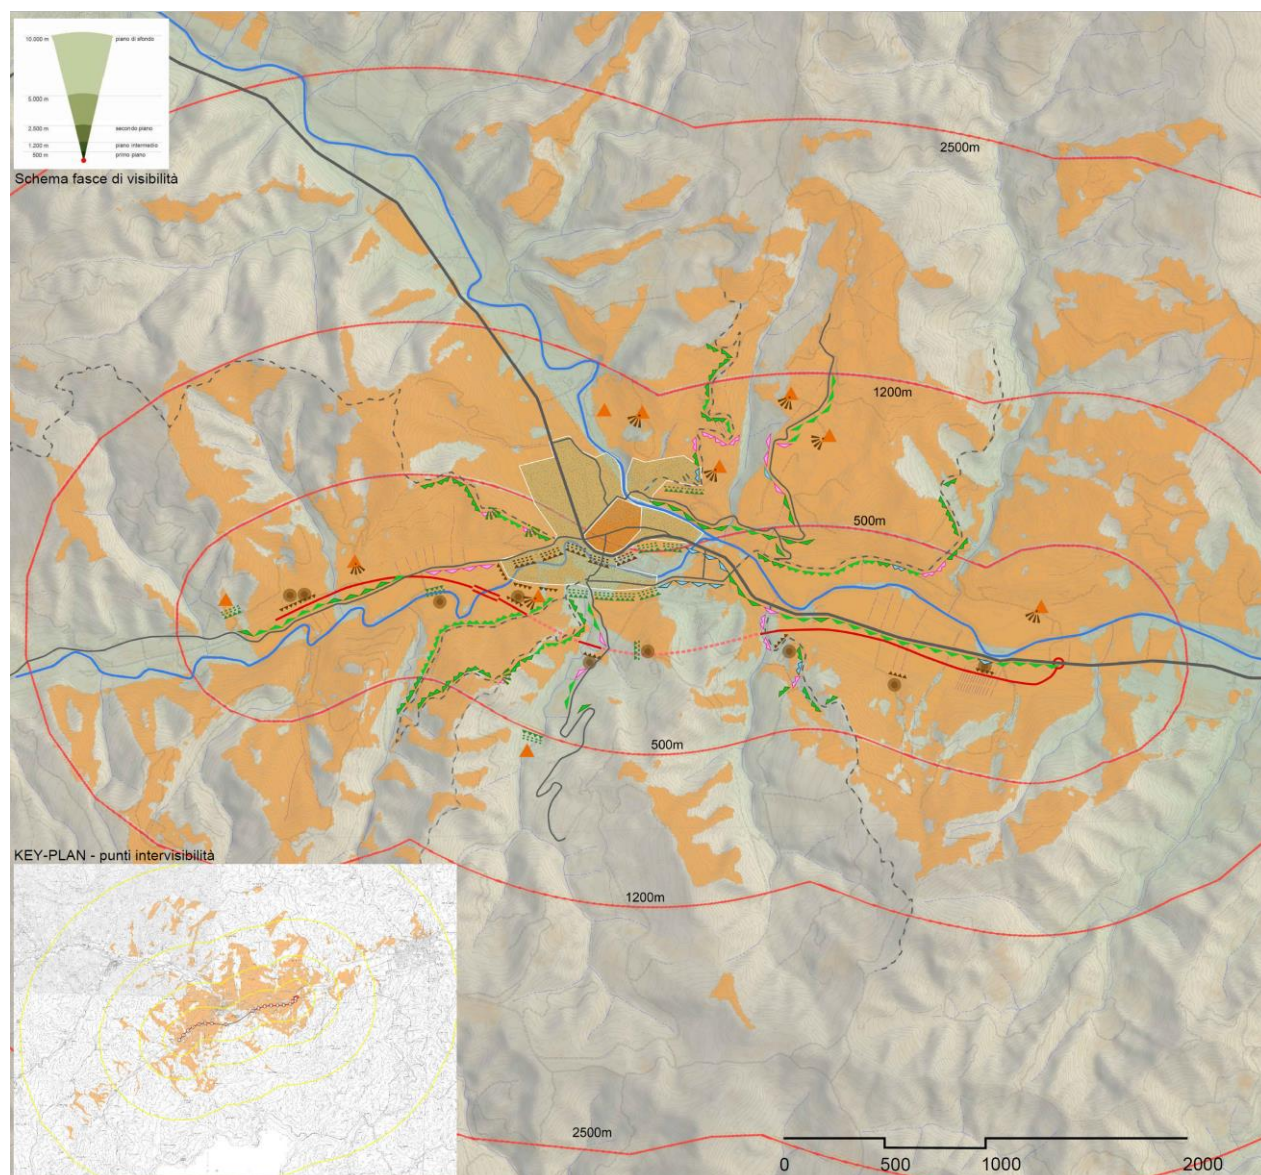 10.000 m piano di sfondo
5.000 m
2.500 m secondo piano
1.200 m piano intermedio
500 m primo piano
Schema fasce di visibilità
2500m
1200m
500m
500m
KEY-PLAN - punti intervisibilità
1200m
2500m
0 500 1000 2000